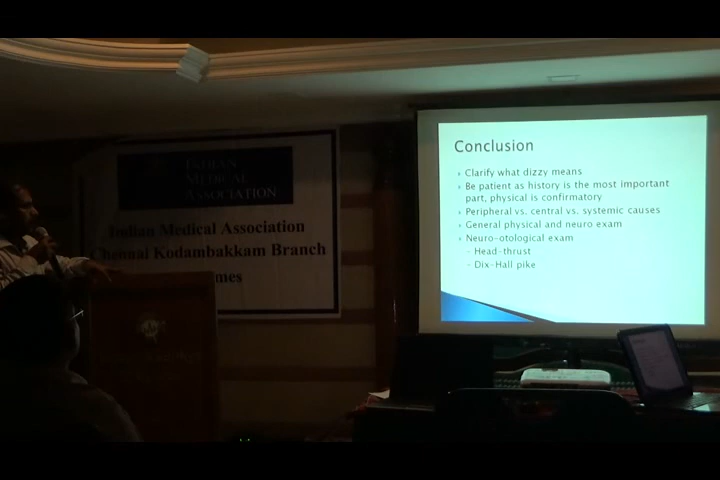 INDIAN
MEDICAL
ASSOCIATION
Indian Medical Association
Chennai Kodambakkam Branch
Conclusion
Clarify what dizzy means
Be patient as history is the most important
part, physical is confirmatory
Peripheral vs. central vs. systemic causes
General physical and neuro exam
Neuro-otological exam
- Head-thrust
- Dix-Hall pike